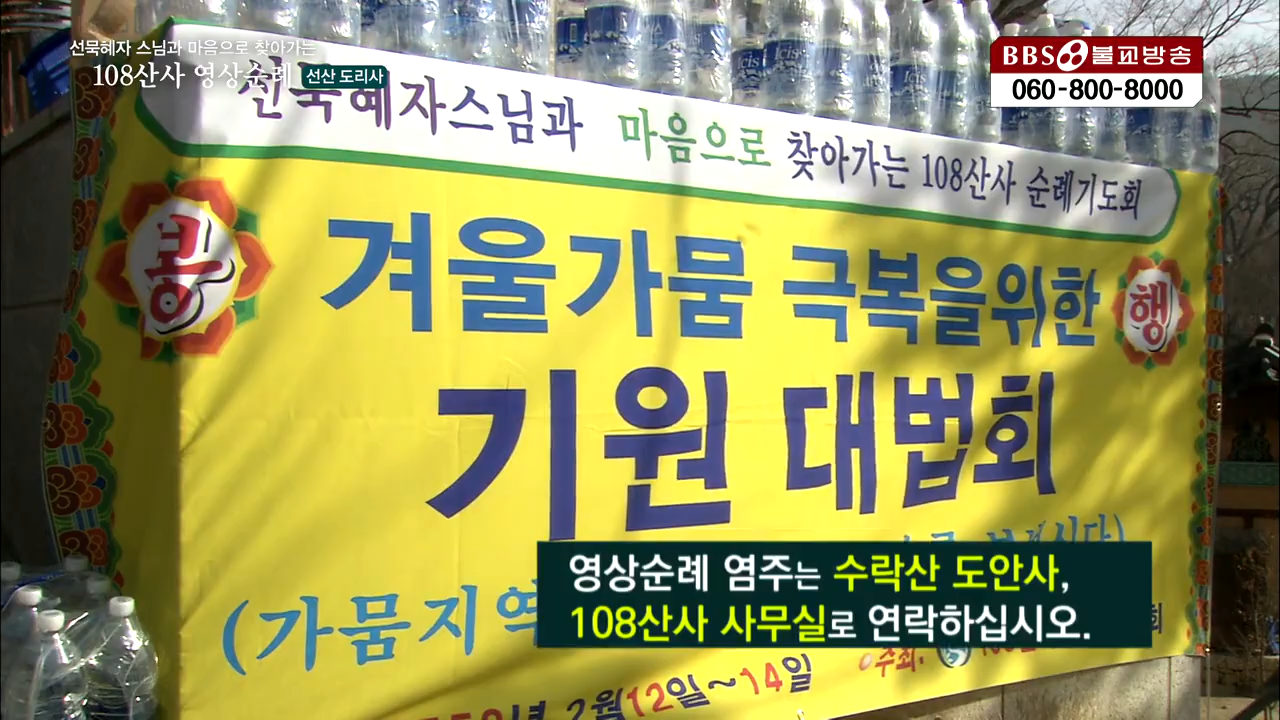 선묵혜자 스님과 마음으로 찾아가는
108산사 영상순례 선산 도리사
BBS 불교방송
060-800-8000
선묵혜자스님과 마음으로 찾아가는 108산사 순례기도회
봉
행
겨울가뭄 극복을위한
기원 대법회
(가뭄지역
영상순례 염주는 수락산 도안사,
108산사 사무실로 연락하십시오.
2월12일~14일
주최:
Icis